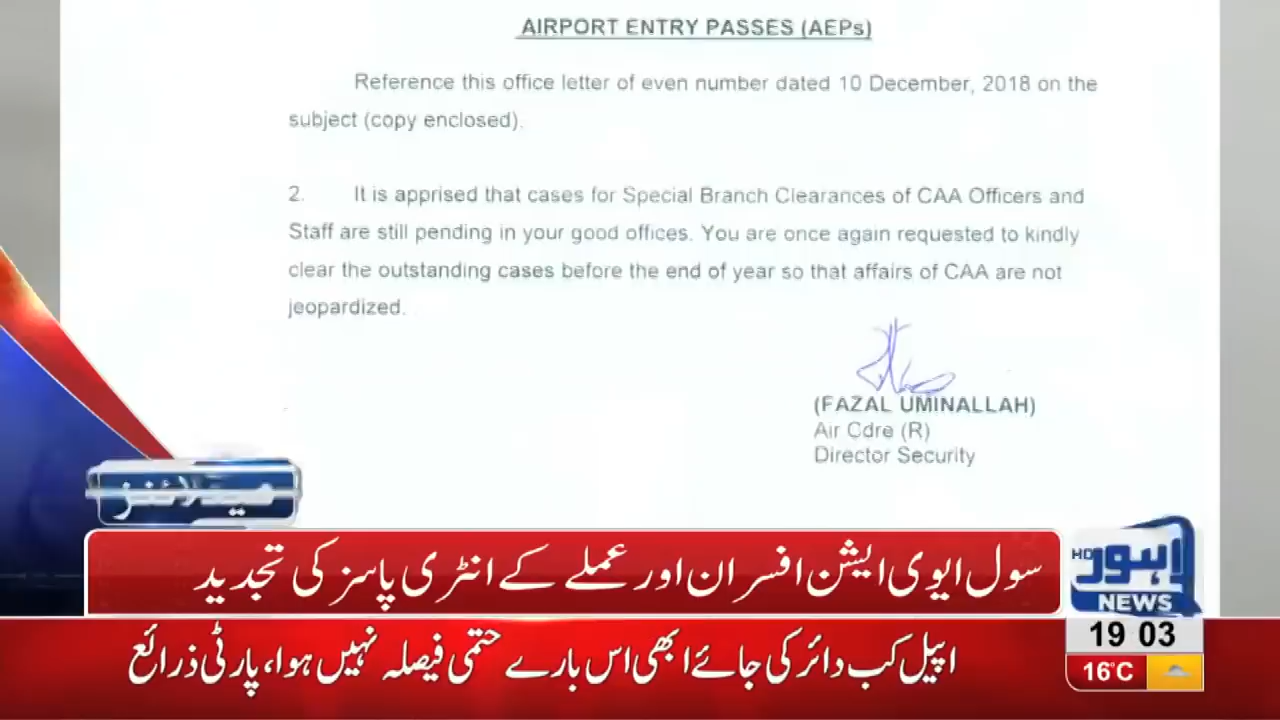 AIRPORT ENTRY PASSES (AEPs)
Reference this office letter of even number dated 10 December, 2018 on the
subject (copy enclosed).
2. It is apprised that cases for Special Branch Clearances of CAA Officers and
Staff are still pending in your good offices. You are once again requested to kindly
clear the outstanding cases before the end of year so that affairs of CAA are not
jeopardized.
(FAZAL UMINALLAH)
Air Cdre (R)
Director Security
ہیڈلائنز
سول ایوی ایشن افسران اور عملے کے انٹری پاسز کی تجدید
HD لاہور
NEWS
19 03
16°C
اپیل کب دائر کی جائے ابھی اس بارے حتمی فیصلہ نہیں ہوا، پارٹی ذرائع